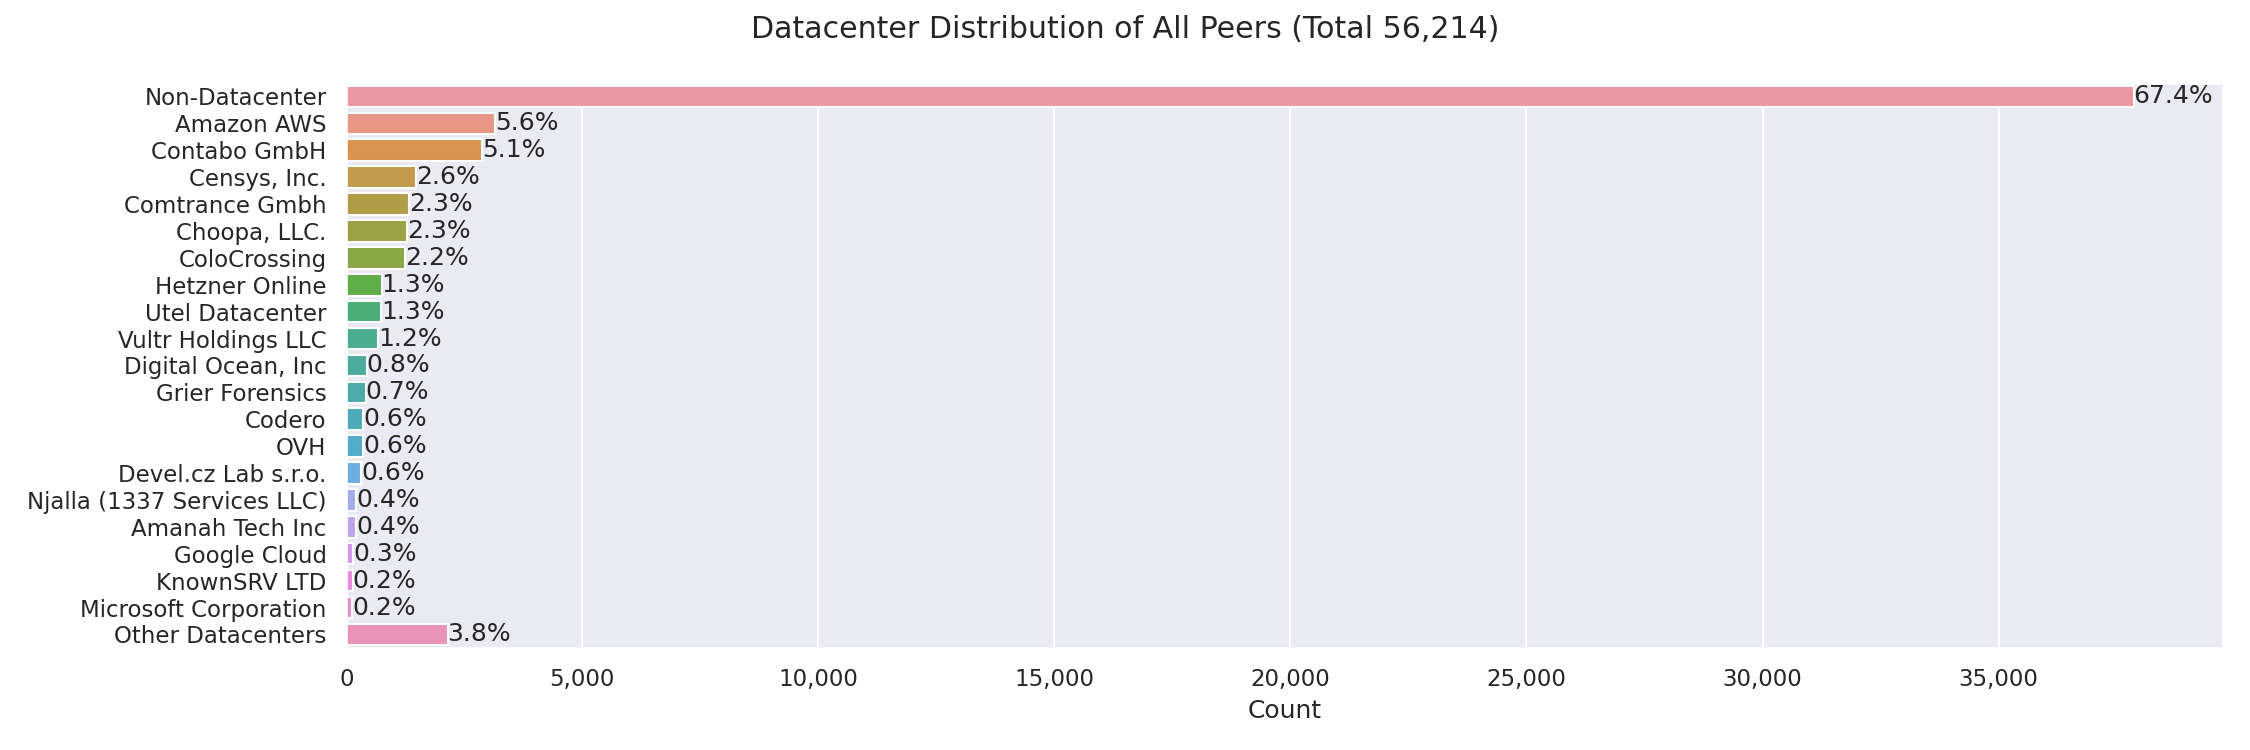 Datacenter Distribution of All Peers (Total 56,214)
Non-Datacenter 67.4%
Amazon AWS 5.6%
Contabo GmbH 5.1%
Censys, Inc. 2.6%
Comtrance Gmbh 2.3%
Choopa, LLC. 2.3%
ColoCrossing 2.2%
Hetzner Online 1.3%
Utel Datacenter 1.3%
Vultr Holdings LLC 1.2%
Digital Ocean, Inc 0.8%
Grier Forensics 0.7%
Codero 0.6%
OVH 0.6%
Devel.cz Lab s.r.o. 0.6%
Njalla (1337 Services LLC) 0.4%
Amanah Tech Inc 0.4%
Google Cloud 0.3%
KnownSRV LTD 0.2%
Microsoft Corporation 0.2%
Other Datacenters 3.8%
0 5,000 10,000 15,000 20,000 25,000 30,000 35,000
Count